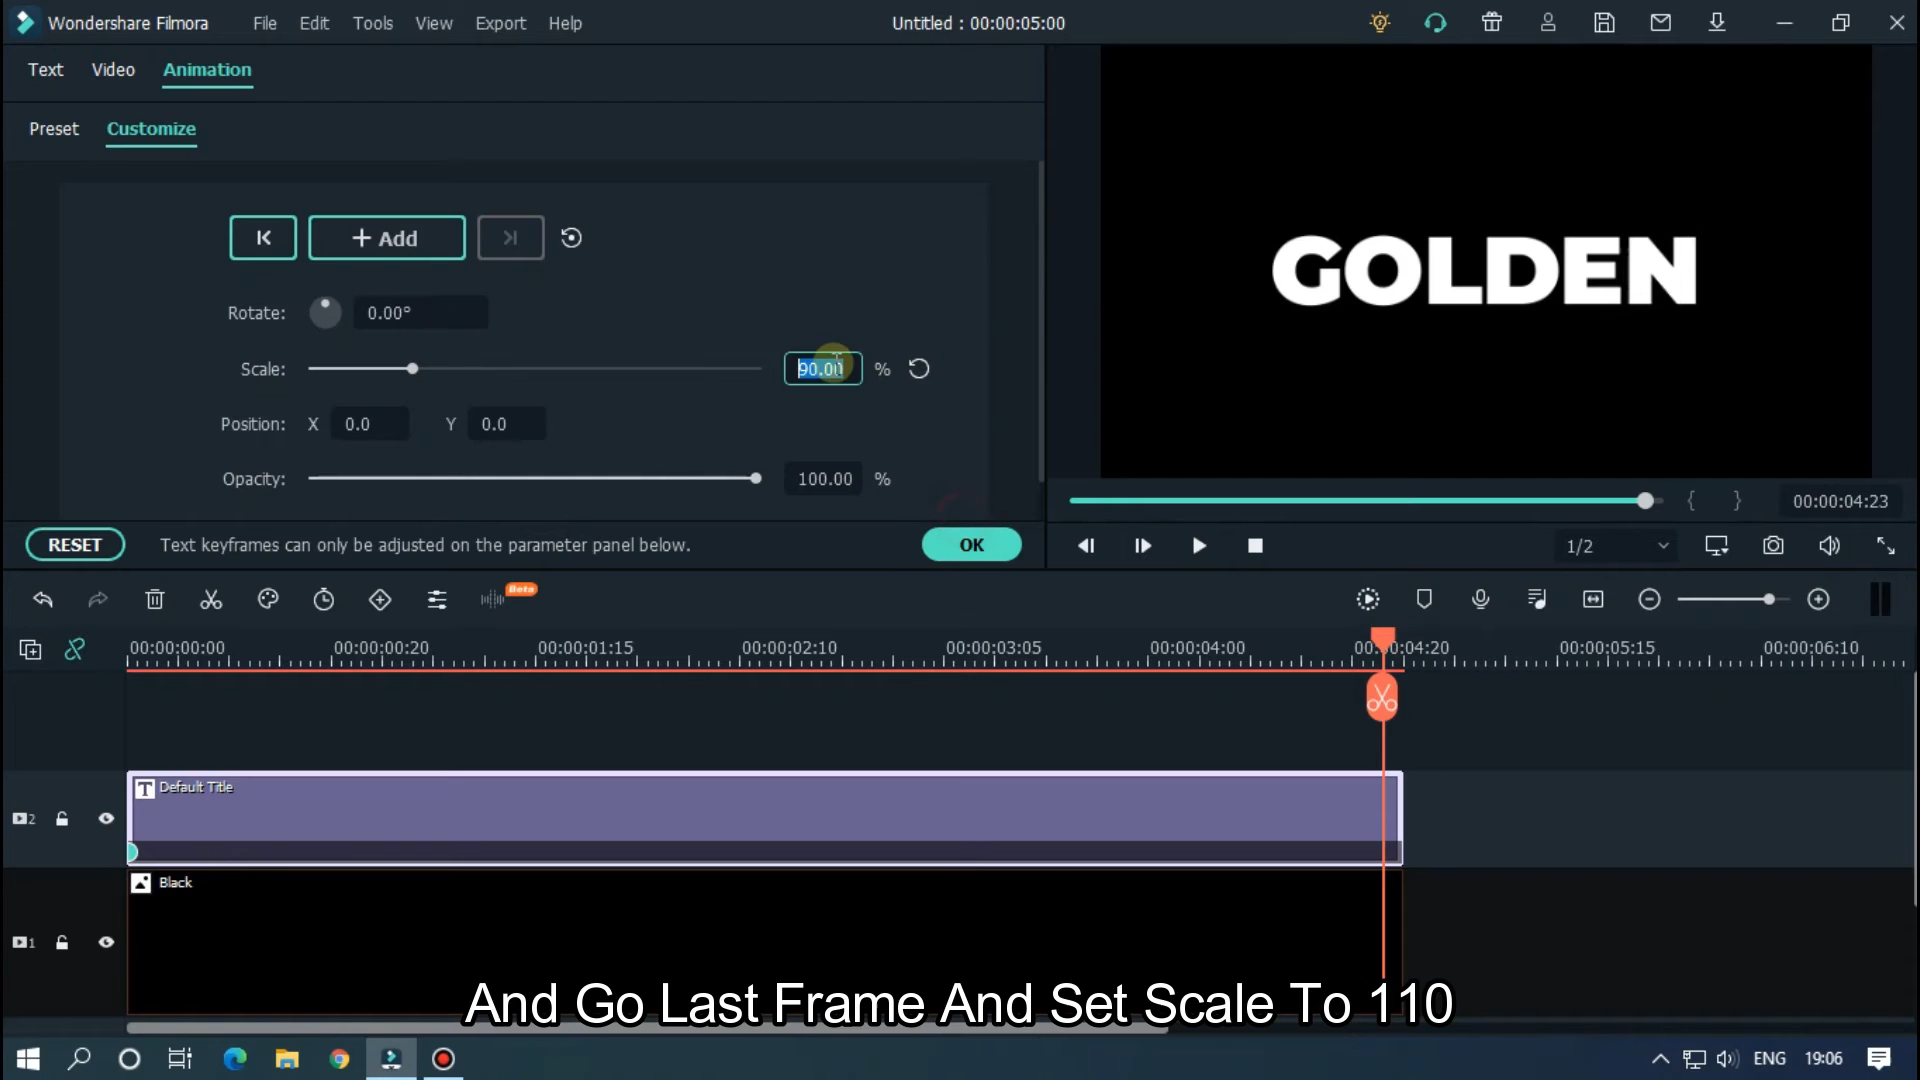 Wondershare Filmora File Edit Tools View Export Help Untitled : 00:00:05:00
Text Video Animation
Preset Customize
+ Add
Rotate: 0.00°
Scale: 90.00 %
Position: X 0.0 Y 0.0
Opacity: 100.00 %
GOLDEN
{ } 00:00:04:23
RESET Text keyframes can only be adjusted on the parameter panel below. OK
1/2
Beta
00:00:00:00 00:00:00:20 00:00:01:15 00:00:02:10 00:00:03:05 00:00:04:00 00:00:04:20 00:00:05:15 00:00:06:10
T Default Title
2
Black
1
And Go Last Frame And Set Scale To 110
ENG 19:06